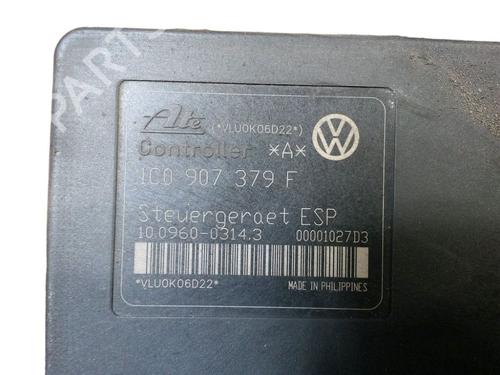 Ate (*VLU0K06D22*)
Controller *A*
1C0 907 379 F
Steuergeraet ESP
10.0960-0314.3 00001027D3
*VLU0K06D22* MADE IN PHILIPPINES